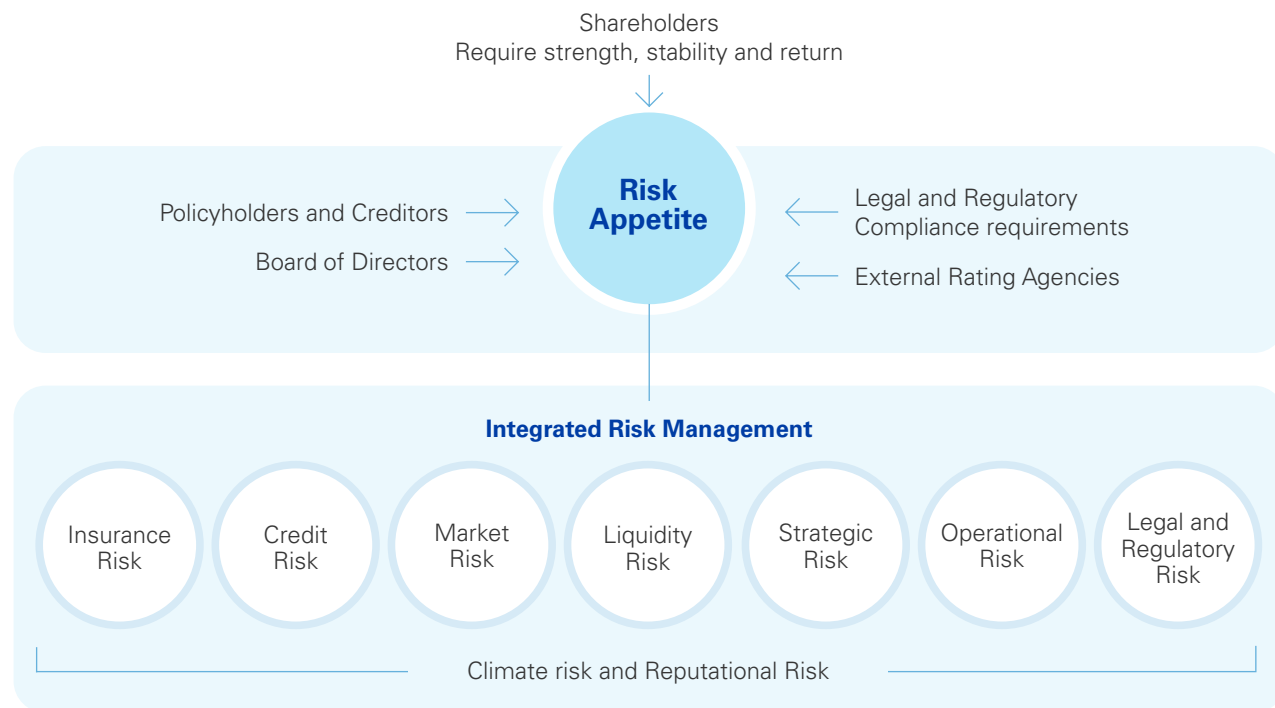 Shareholders
Require strength, stability and return
Risk
Appetite
Policyholders and Creditors
Board of Directors
Legal and Regulatory
Compliance requirements
External Rating Agencies
Integrated Risk Management
Insurance
Risk
Credit
Risk
Market
Risk
Liquidity
Risk
Strategic
Risk
Operational
Risk
Legal and
Regulatory
Risk
Climate risk and Reputational Risk